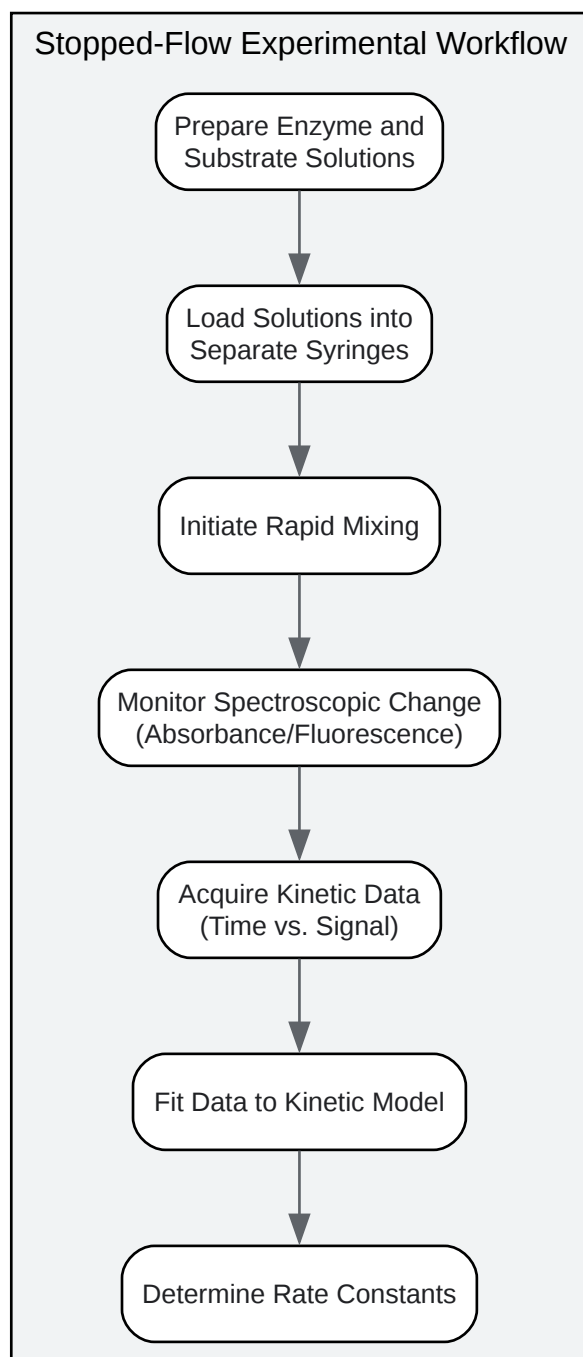 Stopped-Flow Experimental Workflow
Prepare Enzyme and
Substrate Solutions
Load Solutions into
Separate Syringes
Initiate Rapid Mixing
Monitor Spectroscopic Change
(Absorbance/Fluorescence)
Acquire Kinetic Data
(Time vs. Signal)
Fit Data to Kinetic Model
Determine Rate Constants